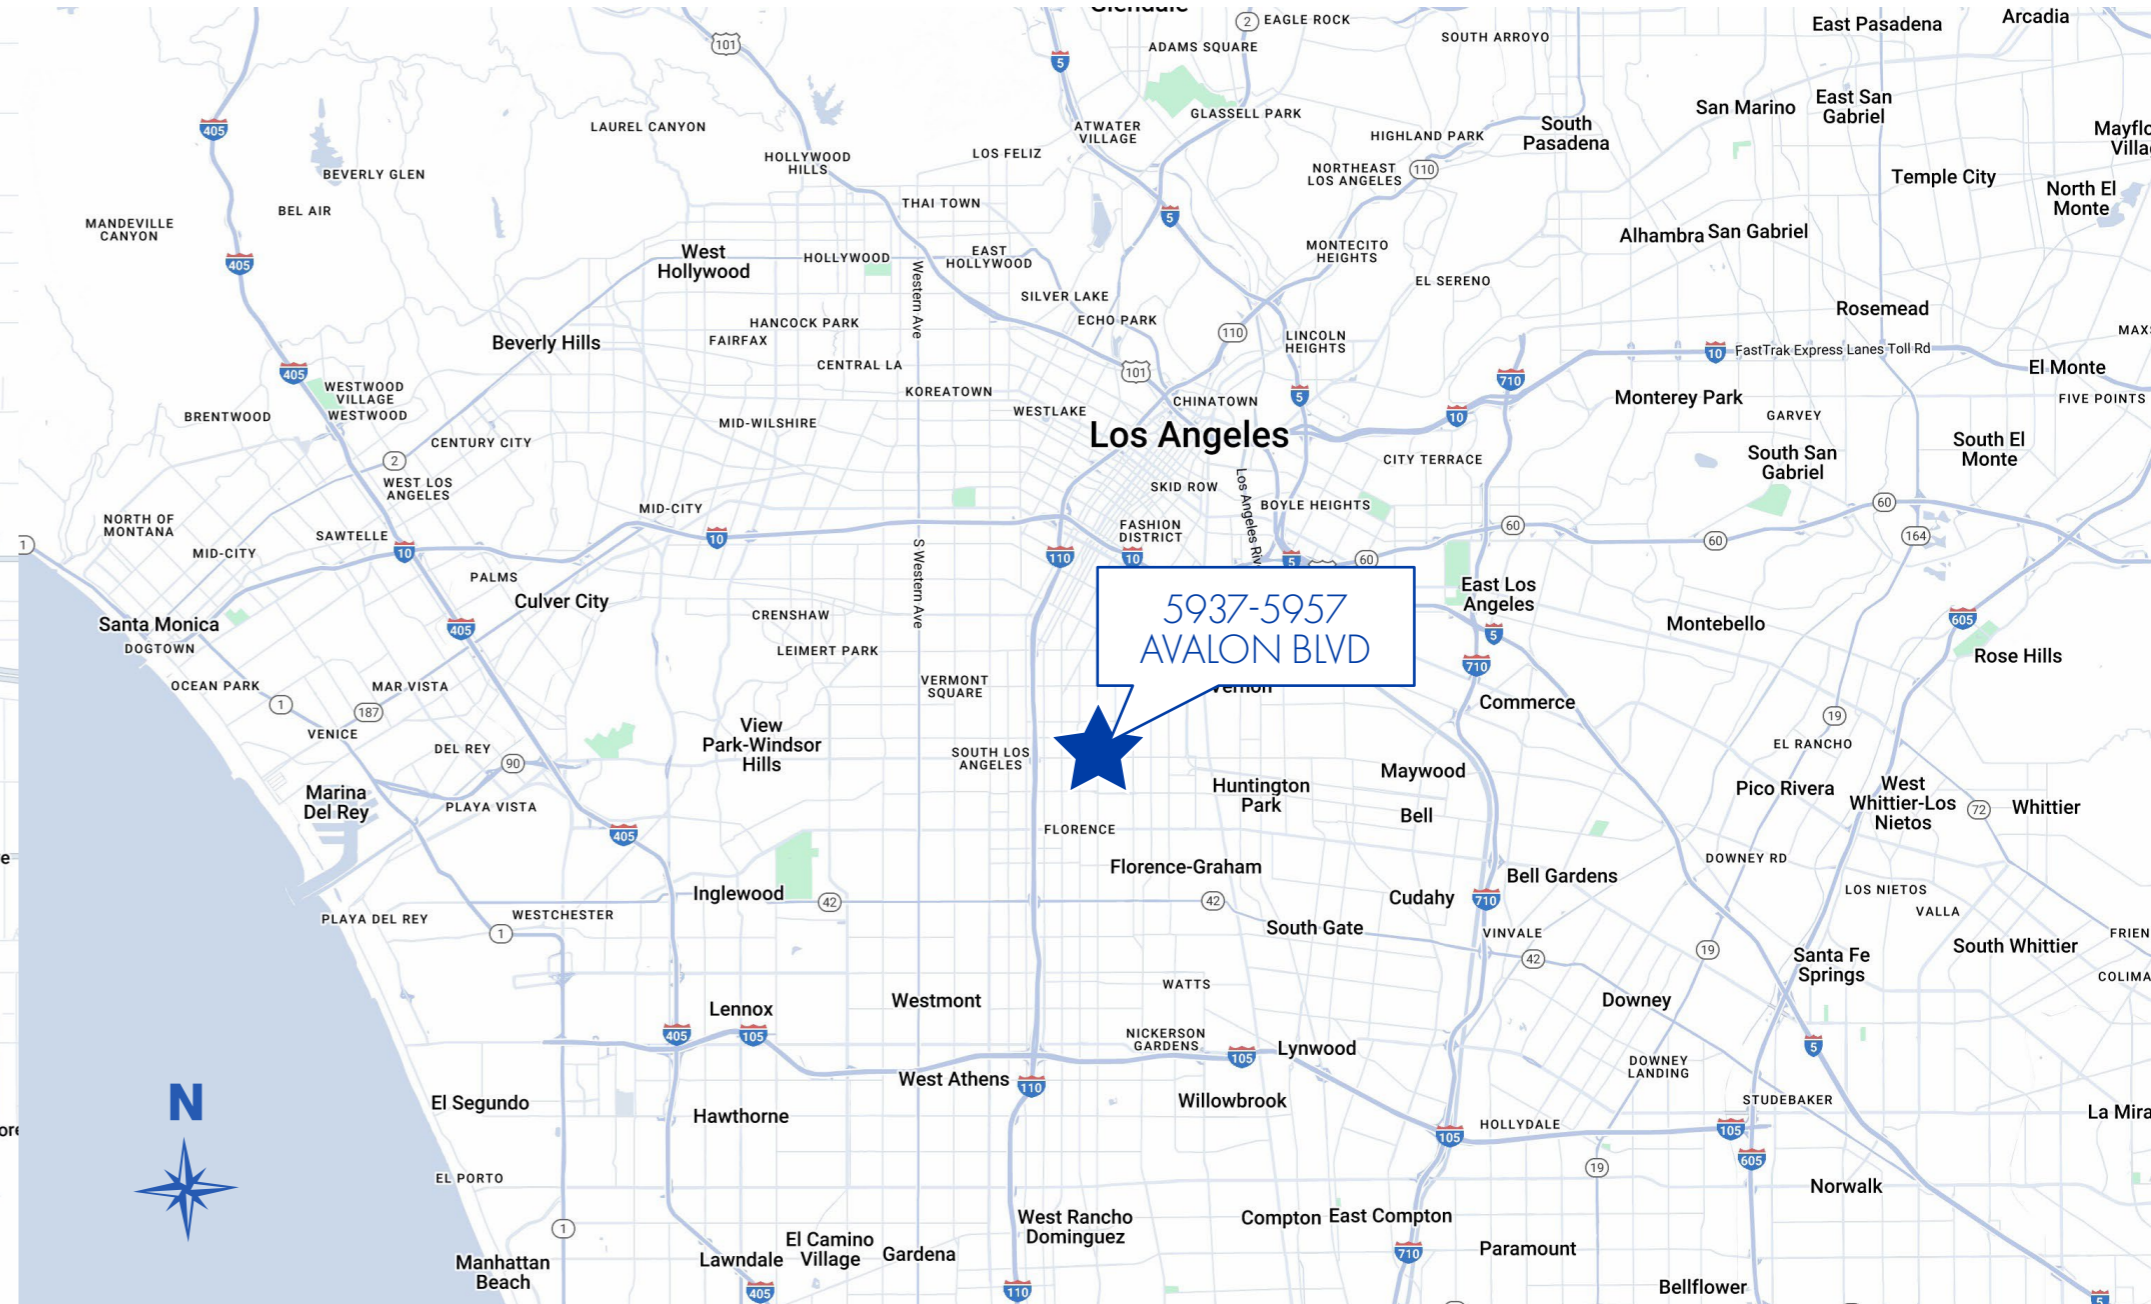 Glendale
2
EAGLE ROCK
East Pasadena
Arcadia
101
ADAMS SQUARE
SOUTH ARROYO
5
GLASSELL PARK
San Marino
East San
Gabriel
405
LAUREL CANYON
ATWATER
VILLAGE
HIGHLAND PARK
South
Pasadena
HOLLYWOOD
HILLS
LOS FELIZ
BEVERLY GLEN
NORTHEAST
LOS ANGELES
110
Temple City
North El
Monte
BEL AIR
THAI TOWN
5
MANDEVILLE
CANYON
Alhambra
San Gabriel
405
West
Hollywood
HOLLYWOOD
EAST
HOLLYWOOD
MONTECITO
HEIGHTS
EL SERENO
Western Ave
SILVER LAKE
Rosemead
HANCOCK PARK
ECHO PARK
110
LINCOLN
HEIGHTS
Beverly Hills
FAIRFAX
10
FastTrak Express Lanes Toll Rd
El Monte
405
CENTRAL LA
101
5
710
WESTWOOD
VILLAGE
WESTWOOD
KOREATOWN
CHINATOWN
Monterey Park
FIVE POINTS
BRENTWOOD
MID-WILSHIRE
WESTLAKE
10
GARVEY
Los Angeles
CENTURY CITY
2
CITY TERRACE
South San
Gabriel
South El
Monte
WEST LOS
ANGELES
SKID ROW
BOYLE HEIGHTS
60
NORTH OF
MONTANA
MID-CITY
FASHION
DISTRICT
60
60
164
1
MID-CITY
SAWTELLE
10
10
S Western Ave
110
10
5
60
PALMS
Culver City
CRENSHAW
5937-5957
AVALON BLVD
East Los
Angeles
605
Santa Monica
405
Montebello
DOGTOWN
LEIMERT PARK
5
710
Rose Hills
OCEAN PARK
MAR VISTA
VERMONT
SQUARE
Vernon
Commerce
1
187
19
VENICE
View
Park-Windsor
Hills
DEL REY
90
SOUTH LOS
ANGELES
EL RANCHO
Maywood
Marina
Del Rey
PLAYA VISTA
Huntington
Park
Bell
Pico Rivera
West
Whittier-Los
Nietos
72
Whittier
405
FLORENCE
Florence-Graham
DOWNEY RD
Inglewood
42
42
Cudahy
710
Bell Gardens
LOS NIETOS
VALLA
PLAYA DEL REY
WESTCHESTER
1
South Gate
VINVALE
19
42
Santa Fe
Springs
South Whittier
WATTS
Lennox
Westmont
Downey
405
105
NICKERSON
GARDENS
105
Lynwood
5
DOWNEY
LANDING
West Athens
110
N
El Segundo
Hawthorne
Willowbrook
STUDEBAKER
105
HOLLYDALE
105
605
EL PORTO
19
Norwalk
1
West Rancho
Dominguez
Compton
East Compton
El Camino
Village
Gardena
Lawndale
710
Paramount
Manhattan
Beach
405
110
Bellflower
5